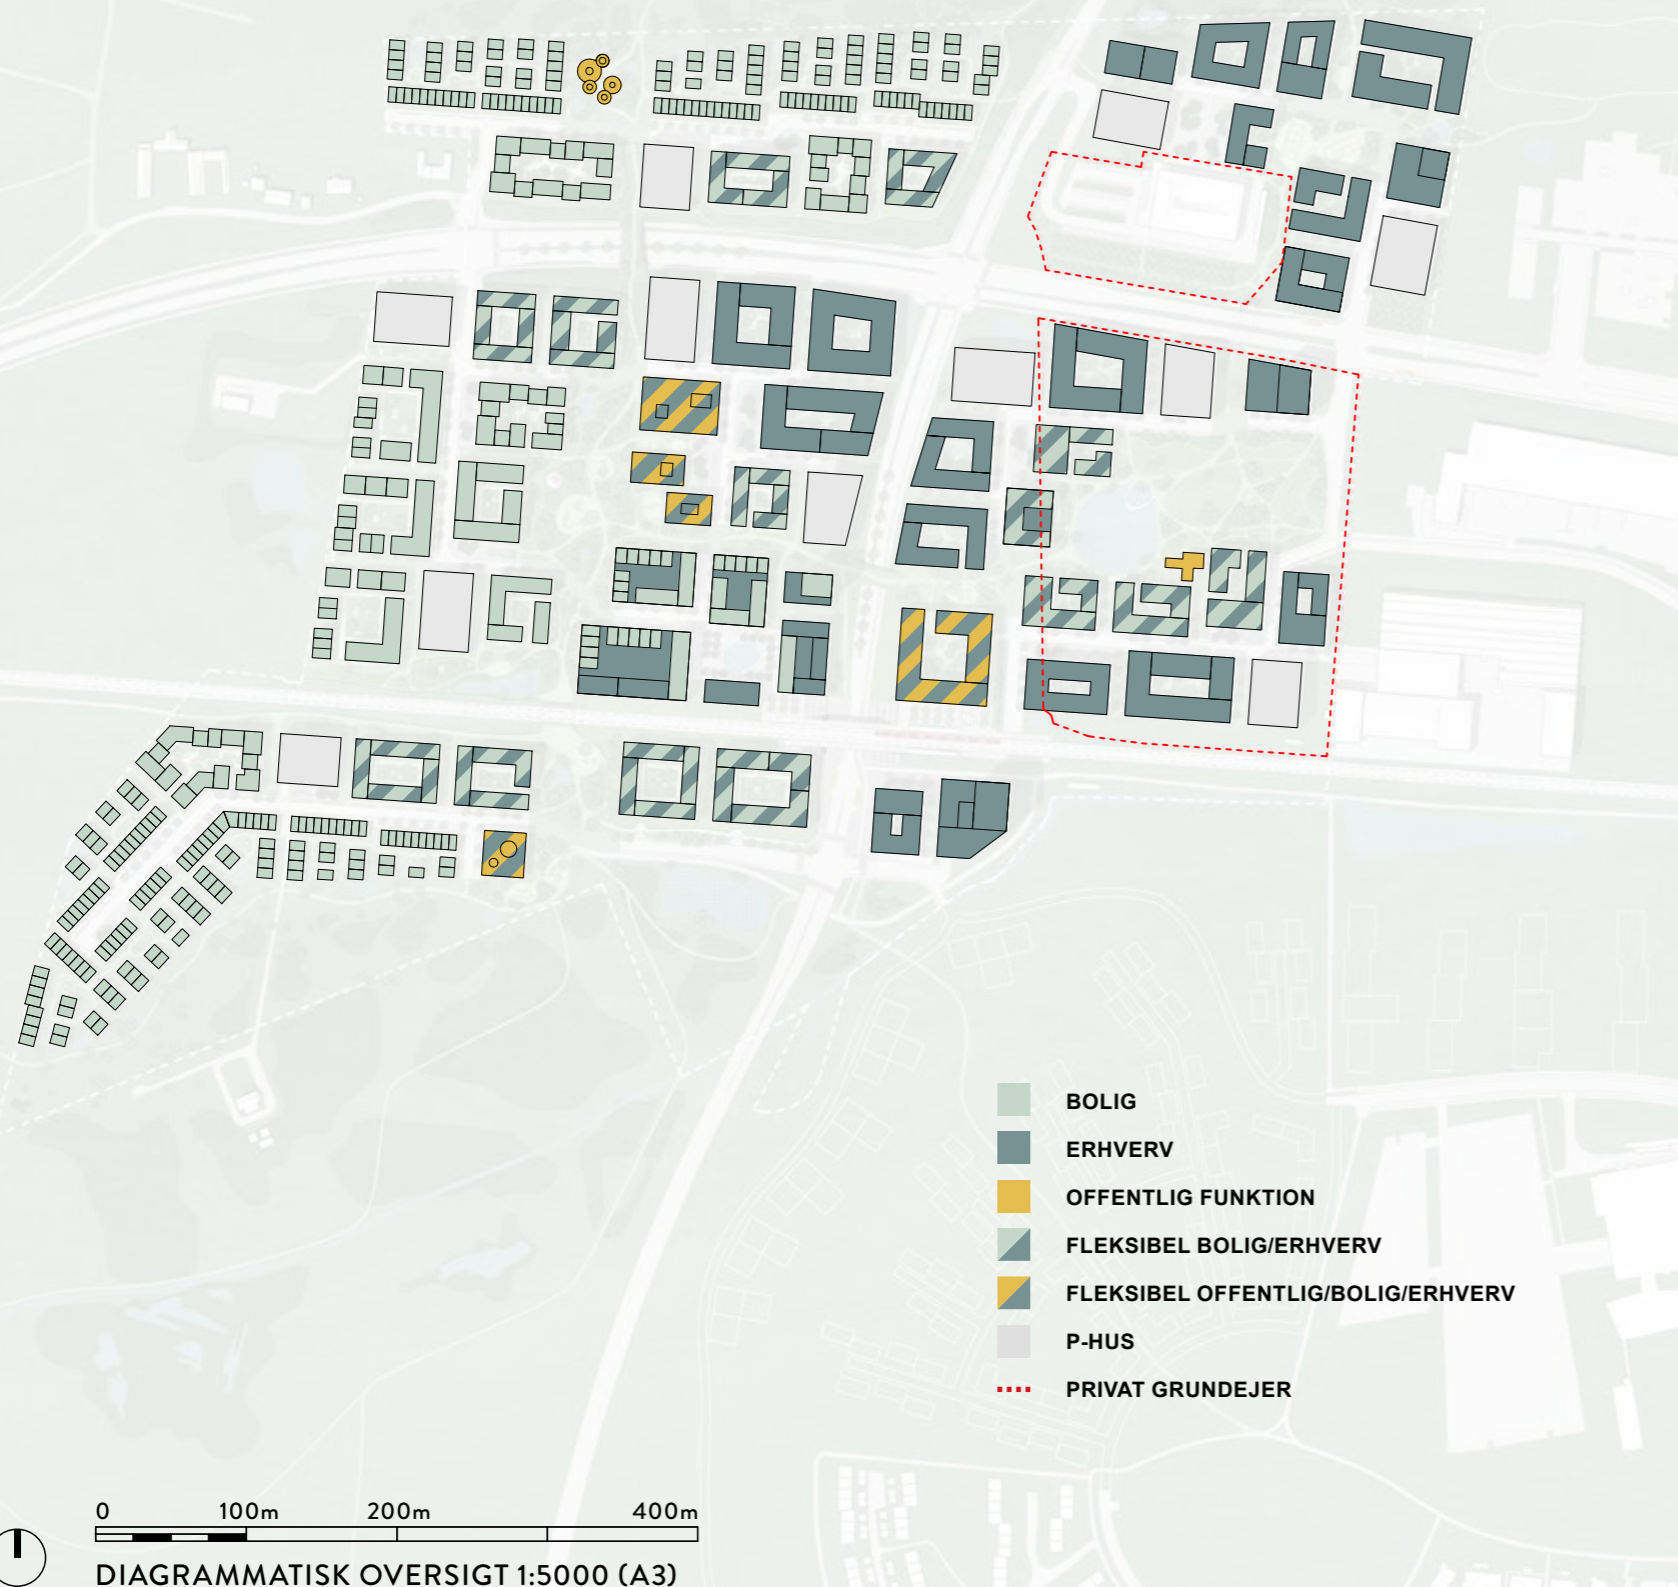 BOLIG
ERHVERV
OFFENTLIG FUNKTION
FLEKSIBEL BOLIG/ERHVERV
FLEKSIBEL OFFENTLIG/BOLIG/ERHVERV
P-HUS
PRIVAT GRUNDEJER
0 100m 200m 400m
DIAGRAMMATISK OVERSIGT 1:5000 (A3)